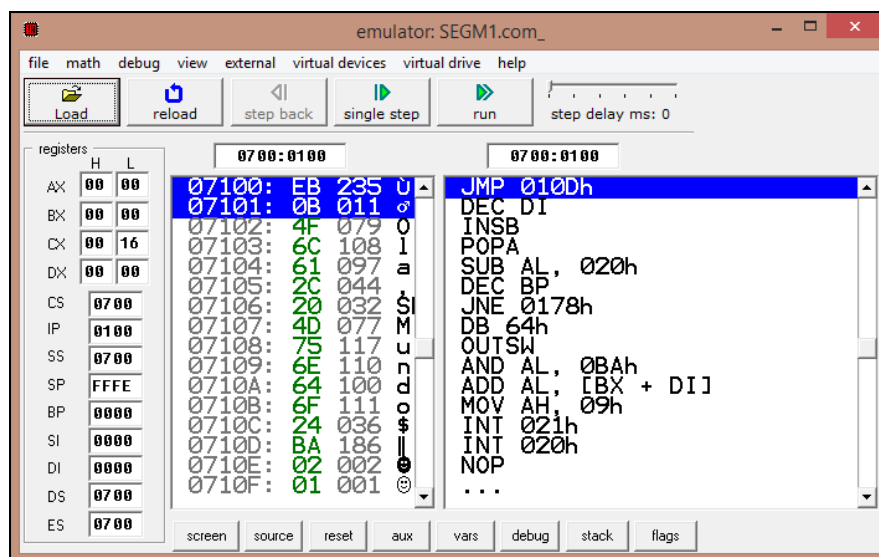 emulator: SEGM1.com_
file math debug view external virtual devices virtual drive help
Load reload step back single step run step delay ms: 0
registers
H L
AX 00 00
BX 00 00
CX 00 16
DX 00 00
CS 0700
IP 0100
SS 0700
SP FFFE
BP 0000
SI 0000
DI 0000
DS 0700
ES 0700
0700:0100
07100: EB 235 Ù
07101: 0B 011 ♂
07102: 4F 079 O
07103: 6C 108 l
07104: 61 097 a
07105: 2C 044 ,
07106: 20 032
07107: 4D 077 M
07108: 75 117 u
07109: 6E 110 n
0710A: 64 100 d
0710B: 6F 111 o
0710C: 24 036 $
0710D: BA 186 ║
0710E: 02 002 ☻
0710F: 01 001 ☺
0700:0100
JMP 010Dh
DEC DI
INSB
POPA
SUB AL, 020h
DEC BP
JNE 0178h
DB 64h
OUTSW
AND AL, 0BAh
ADD AL, [BX + DI]
MOV AH, 09h
INT 021h
INT 020h
NOP
...
screen source reset aux vars debug stack flags